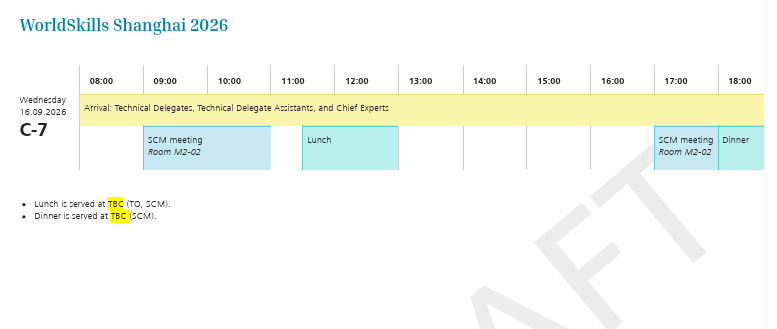 WorldSkills Shanghai 2026
08:00 09:00 10:00 11:00 12:00 13:00 14:00 15:00 16:00 17:00 18:00
Wednesday
16.09.2026
C-7
Arrival: Technical Delegates, Technical Delegate Assistants, and Chief Experts
SCM meeting
Room M2-02
Lunch
SCM meeting
Room M2-02
Dinner
• Lunch is served at TBC (TO, SCM).
• Dinner is served at TBC (SCM).
AFT